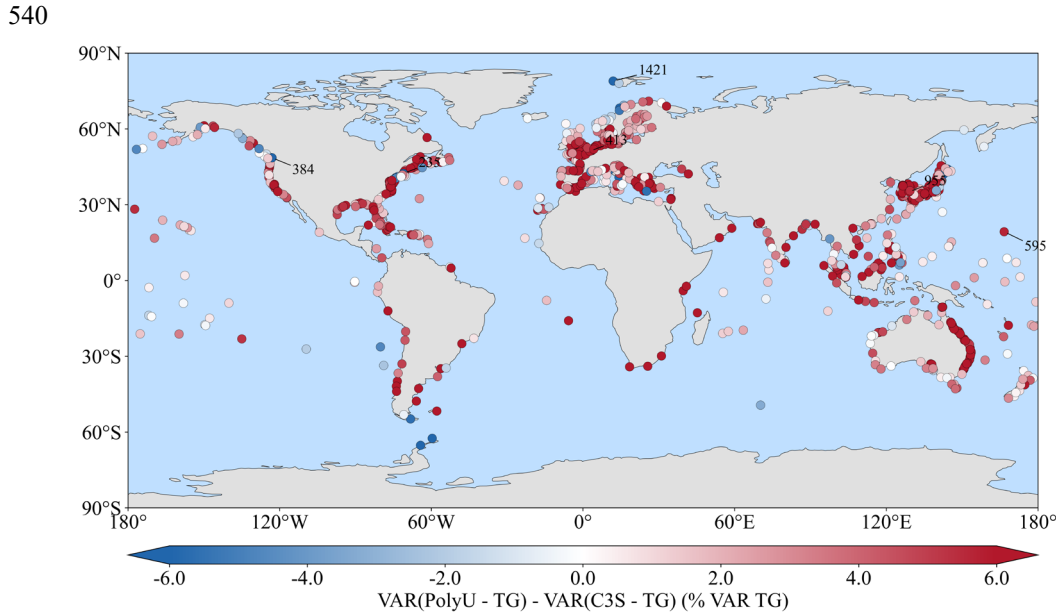 540
90°N
60°N
30°N
0°
30°S
60°S
90°S
1421
413
384
235
955
595
180° 120°W 60°W 0° 60°E 120°E 180°
-6.0 -4.0 -2.0 0.0 2.0 4.0 6.0
VAR(PolyU - TG) - VAR(C3S - TG) (% VAR TG)